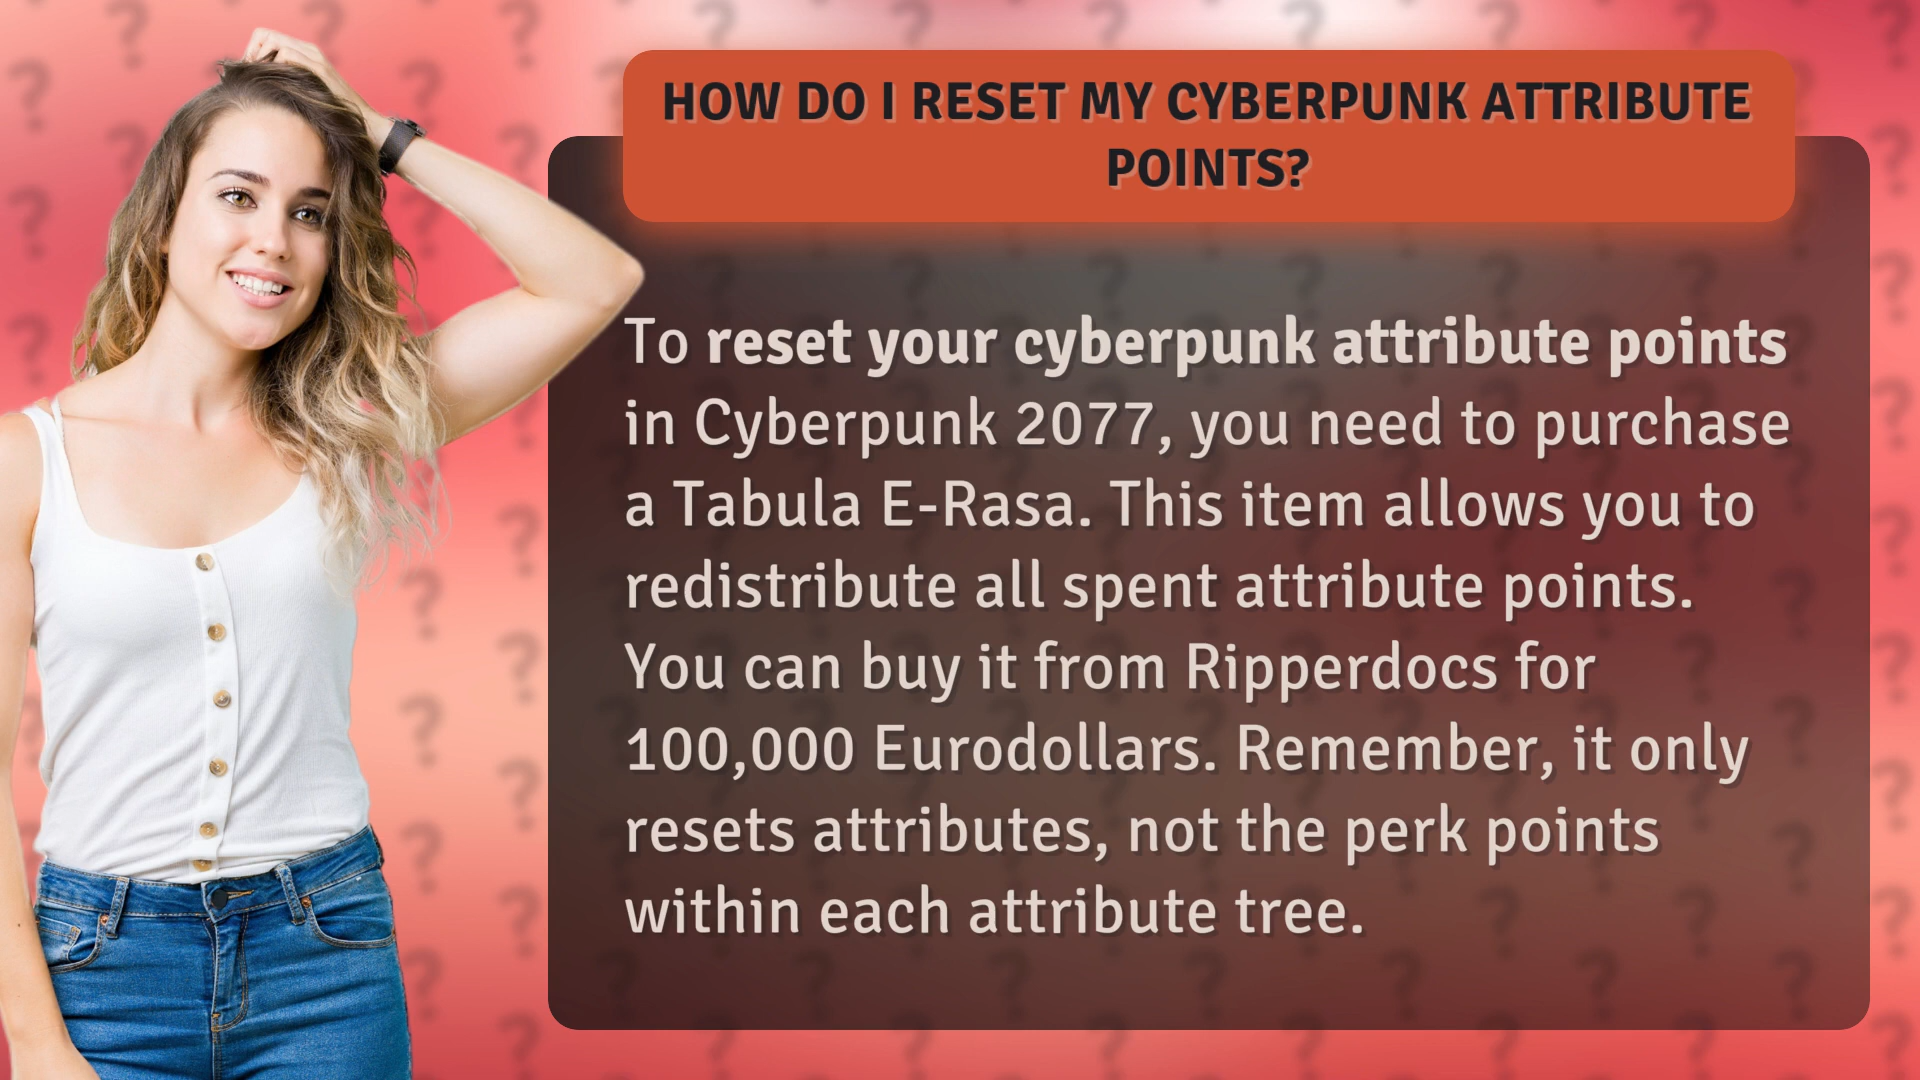 HOW DO I RESET MY CYBERPUNK ATTRIBUTE
POINTS?
To reset your cyberpunk attribute points
in Cyberpunk 2077, you need to purchase
a Tabula E-Rasa. This item allows you to
redistribute all spent attribute points.
You can buy it from Ripperdocs for
100,000 Eurodollars. Remember, it only
resets attributes, not the perk points
within each attribute tree.